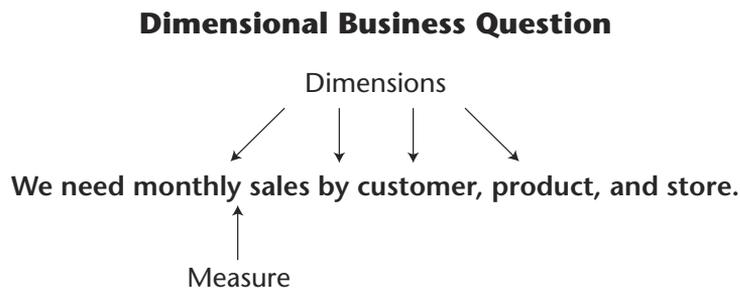 Dimensional Business Question
Dimensions
We need monthly sales by customer, product, and store.
Measure